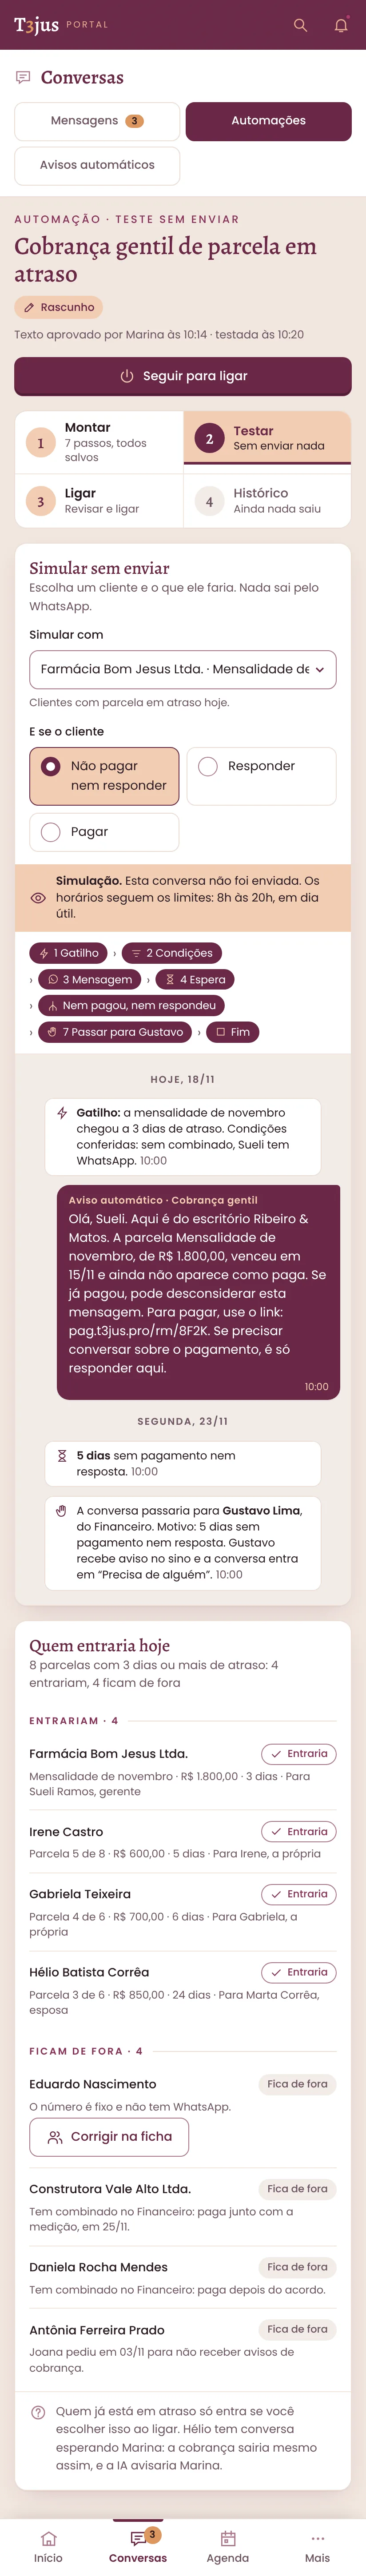 T3jus PORTAL
Conversas
Mensagens 3
Automações
Avisos automáticos
AUTOMAÇÃO · TESTE SEM ENVIAR
Cobrança gentil de parcela em
atraso
Rascunho
Texto aprovado por Marina às 10:14 · testada às 10:20
Seguir para ligar
1
Montar
7 passos, todos
salvos
2
Testar
Sem enviar nada
3
Ligar
Revisar e ligar
4
Histórico
Ainda nada saiu
Simular sem enviar
Escolha um cliente e o que ele faria. Nada sai pelo
WhatsApp.
Simular com
Farmácia Bom Jesus Ltda. · Mensalidade de
Clientes com parcela em atraso hoje.
E se o cliente
Não pagar
nem responder
Responder
Pagar
Simulação. Esta conversa não foi enviada. Os
horários seguem os limites: 8h às 20h, em dia
útil.
1 Gatilho › 2 Condições
› 3 Mensagem › 4 Espera
› Nem pagou, nem respondeu
› 7 Passar para Gustavo › Fim
HOJE, 18/11
Gatilho: a mensalidade de novembro
chegou a 3 dias de atraso. Condições
conferidas: sem combinado, Sueli tem
WhatsApp. 10:00
Aviso automático · Cobrança gentil
Olá, Sueli. Aqui é do escritório Ribeiro &
Matos. A parcela Mensalidade de
novembro, de R$ 1.800,00, venceu em
15/11 e ainda não aparece como paga. Se
já pagou, pode desconsiderar esta
mensagem. Para pagar, use o link:
pag.t3jus.pro/rm/8F2K. Se precisar
conversar sobre o pagamento, é só
responder aqui.
10:00
SEGUNDA, 23/11
5 dias sem pagamento nem
resposta. 10:00
A conversa passaria para Gustavo Lima,
do Financeiro. Motivo: 5 dias sem
pagamento nem resposta. Gustavo
recebe aviso no sino e a conversa entra
em “Precisa de alguém”. 10:00
Quem entraria hoje
8 parcelas com 3 dias ou mais de atraso: 4
entrariam, 4 ficam de fora
ENTRARIAM · 4
Farmácia Bom Jesus Ltda.
Entraria
Mensalidade de novembro · R$ 1.800,00 · 3 dias · Para
Sueli Ramos, gerente
Irene Castro
Entraria
Parcela 5 de 8 · R$ 600,00 · 5 dias · Para Irene, a própria
Gabriela Teixeira
Entraria
Parcela 4 de 6 · R$ 700,00 · 6 dias · Para Gabriela, a
própria
Hélio Batista Corrêa
Entraria
Parcela 3 de 6 · R$ 850,00 · 24 dias · Para Marta Corrêa,
esposa
FICAM DE FORA · 4
Eduardo Nascimento
Fica de fora
O número é fixo e não tem WhatsApp.
Corrigir na ficha
Construtora Vale Alto Ltda.
Fica de fora
Tem combinado no Financeiro: paga junto com a
medição, em 25/11.
Daniela Rocha Mendes
Fica de fora
Tem combinado no Financeiro: paga depois do acordo.
Antônia Ferreira Prado
Fica de fora
Joana pediu em 03/11 para não receber avisos de
cobrança.
Quem já está em atraso só entra se você
escolher isso ao ligar. Hélio tem conversa
esperando Marina: a cobrança sairia mesmo
assim, e a IA avisaria Marina.
3
Início
Conversas
Agenda
Mais